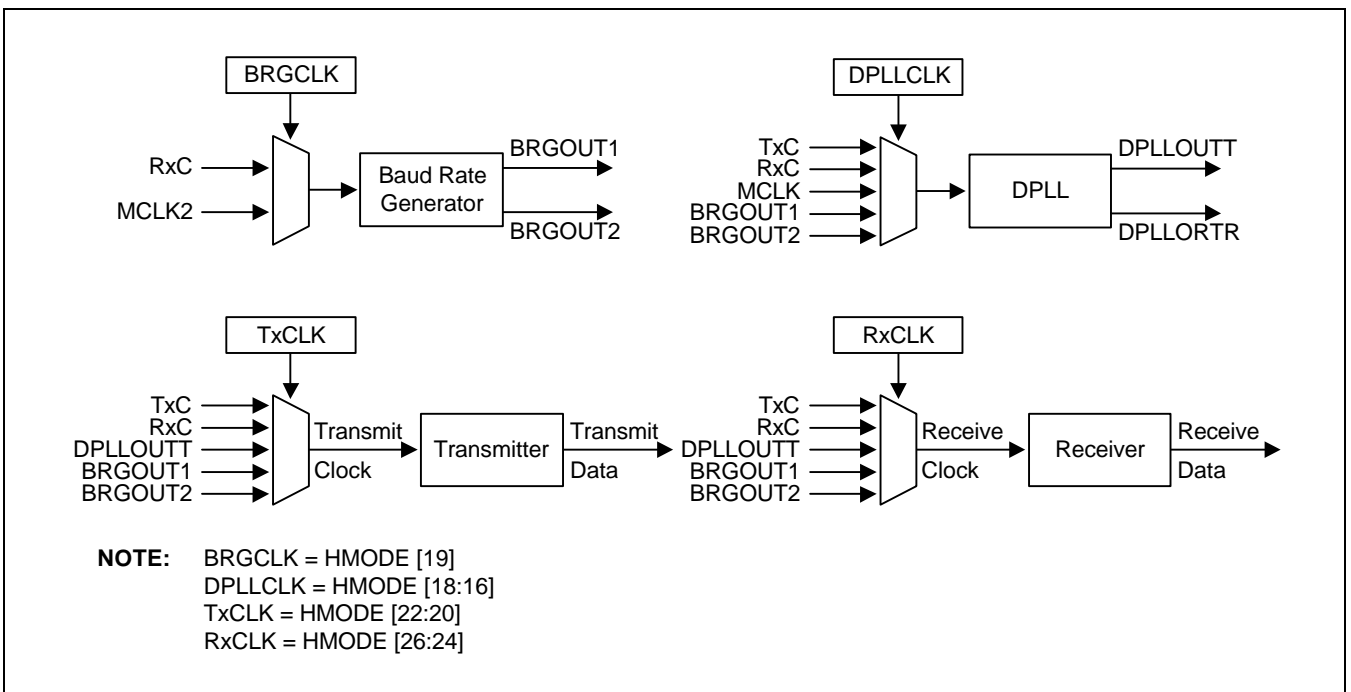 BRGCLK
RxC
MCLK2
Baud Rate
Generator
BRGOUT1
BRGOUT2
DPLLCLK
TxC
RxC
MCLK
BRGOUT1
BRGOUT2
DPLL
DPLLOUTT
DPLLORTR
TxCLK
TxC
RxC
DPLLOUTT
BRGOUT1
BRGOUT2
Transmit
Clock
Transmitter
Transmit
Data
RxCLK
TxC
RxC
DPLLOUTT
BRGOUT1
BRGOUT2
Receive
Clock
Receiver
Receive
Data
NOTE: BRGCLK = HMODE [19]
DPLLCLK = HMODE [18:16]
TxCLK = HMODE [22:20]
RxCLK = HMODE [26:24]